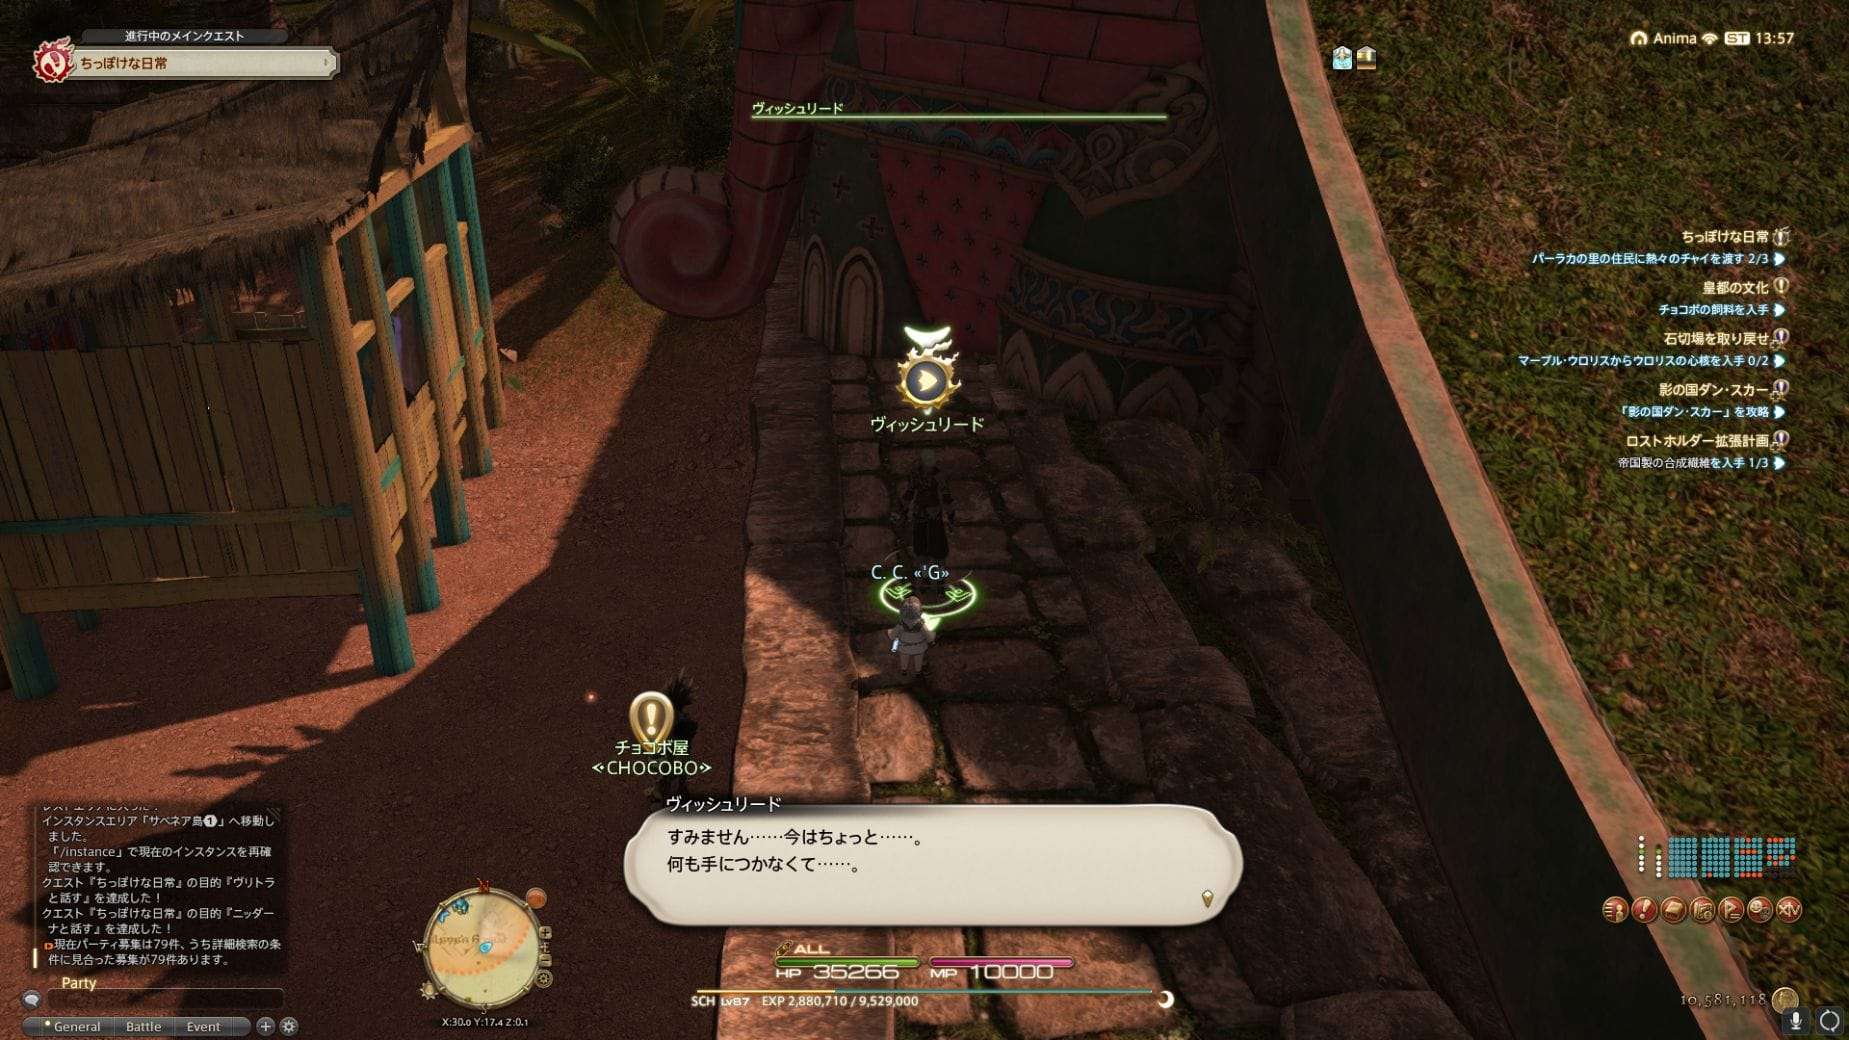 進行中のメインクエスト
ちっぽけな日常
ヴィッシュリード
Anima ST 13:57
ちっぽけな日常
パーラカの里の住民に熱々のチャイを渡す 2/3
皇都の文化
チョコボの飼料を入手
石切場を取り戻せ
マーブル・ウロリスからウロリスの心核を入手 0/2
影の国ダン・スカー
「影の国ダン・スカー」を攻略
ロストホルダー拡張計画
帝国製の合成繊維を入手 1/3
ヴィッシュリード
C. C. «'G»
チョコボ屋
CHOCOBO
ヴィッシュリード
すみません……今はちょっと……。
何も手につかなくて……。
インスタンスエリア「サベネア島❶」へ移動し
ました。
「/instance」で現在のインスタンスを再確
認できます。
クエスト『ちっぽけな日常』の目的『ヴリトラ
と話す』を達成した！
クエスト『ちっぽけな日常』の目的『ニッダー
ナと話す』を達成した！
現在パーティ募集は79件、うち詳細検索の条
件に見合った募集が79件あります。
Party
General Battle Event
N
X:30.0 Y:17.4 Z:0.1
ALL
HP 35266 MP 10000
SCH Lv87 EXP 2,880,710 / 9,529,000
XIV
10,581,118